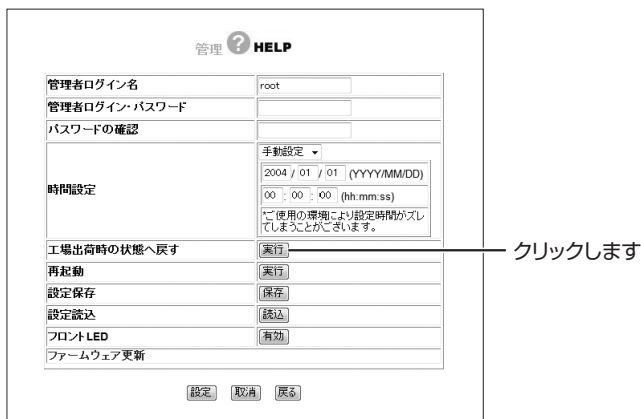 管理 ? HELP
管理者ログイン名 root
管理者ログイン・パスワード
パスワードの確認
時間設定
手動設定
2004 / 01 / 01 (YYYY/MM/DD)
00 : 00 : 00 (hh:mm:ss)
*ご使用の環境により設定時間がズレ
てしまうことがございます。
工場出荷時の状態へ戻す 実行 クリックします
再起動 実行
設定保存 保存
設定読込 読込
フロントLED 有効
ファームウェア更新
設定 取消 戻る